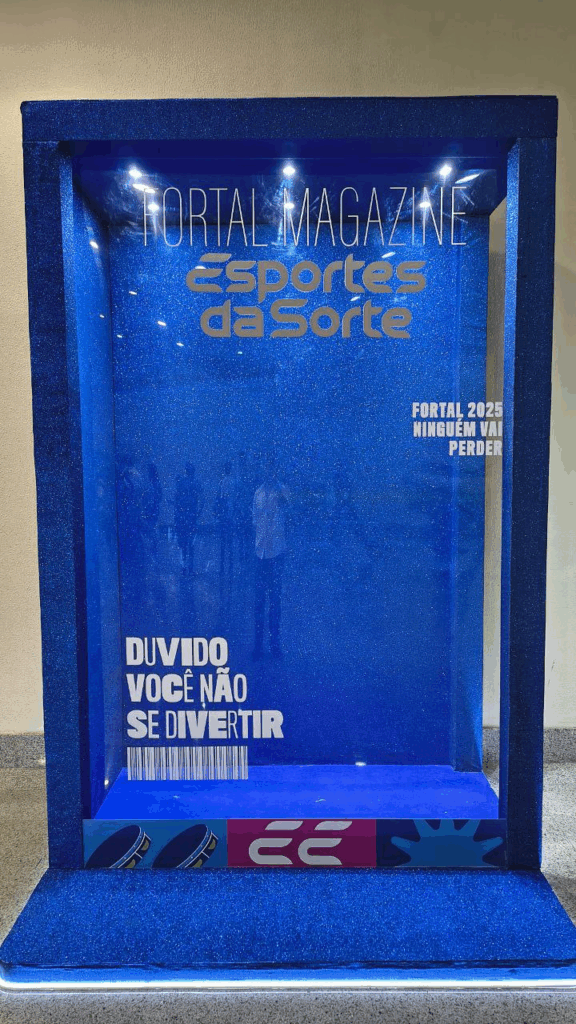 FORTAL MAGAZINE
Esportes
da Sorte
FORTAL 2025
NINGUÉM VAI
PERDER
DUVIDO
VOCÊ NÃO
SE DIVERTIR